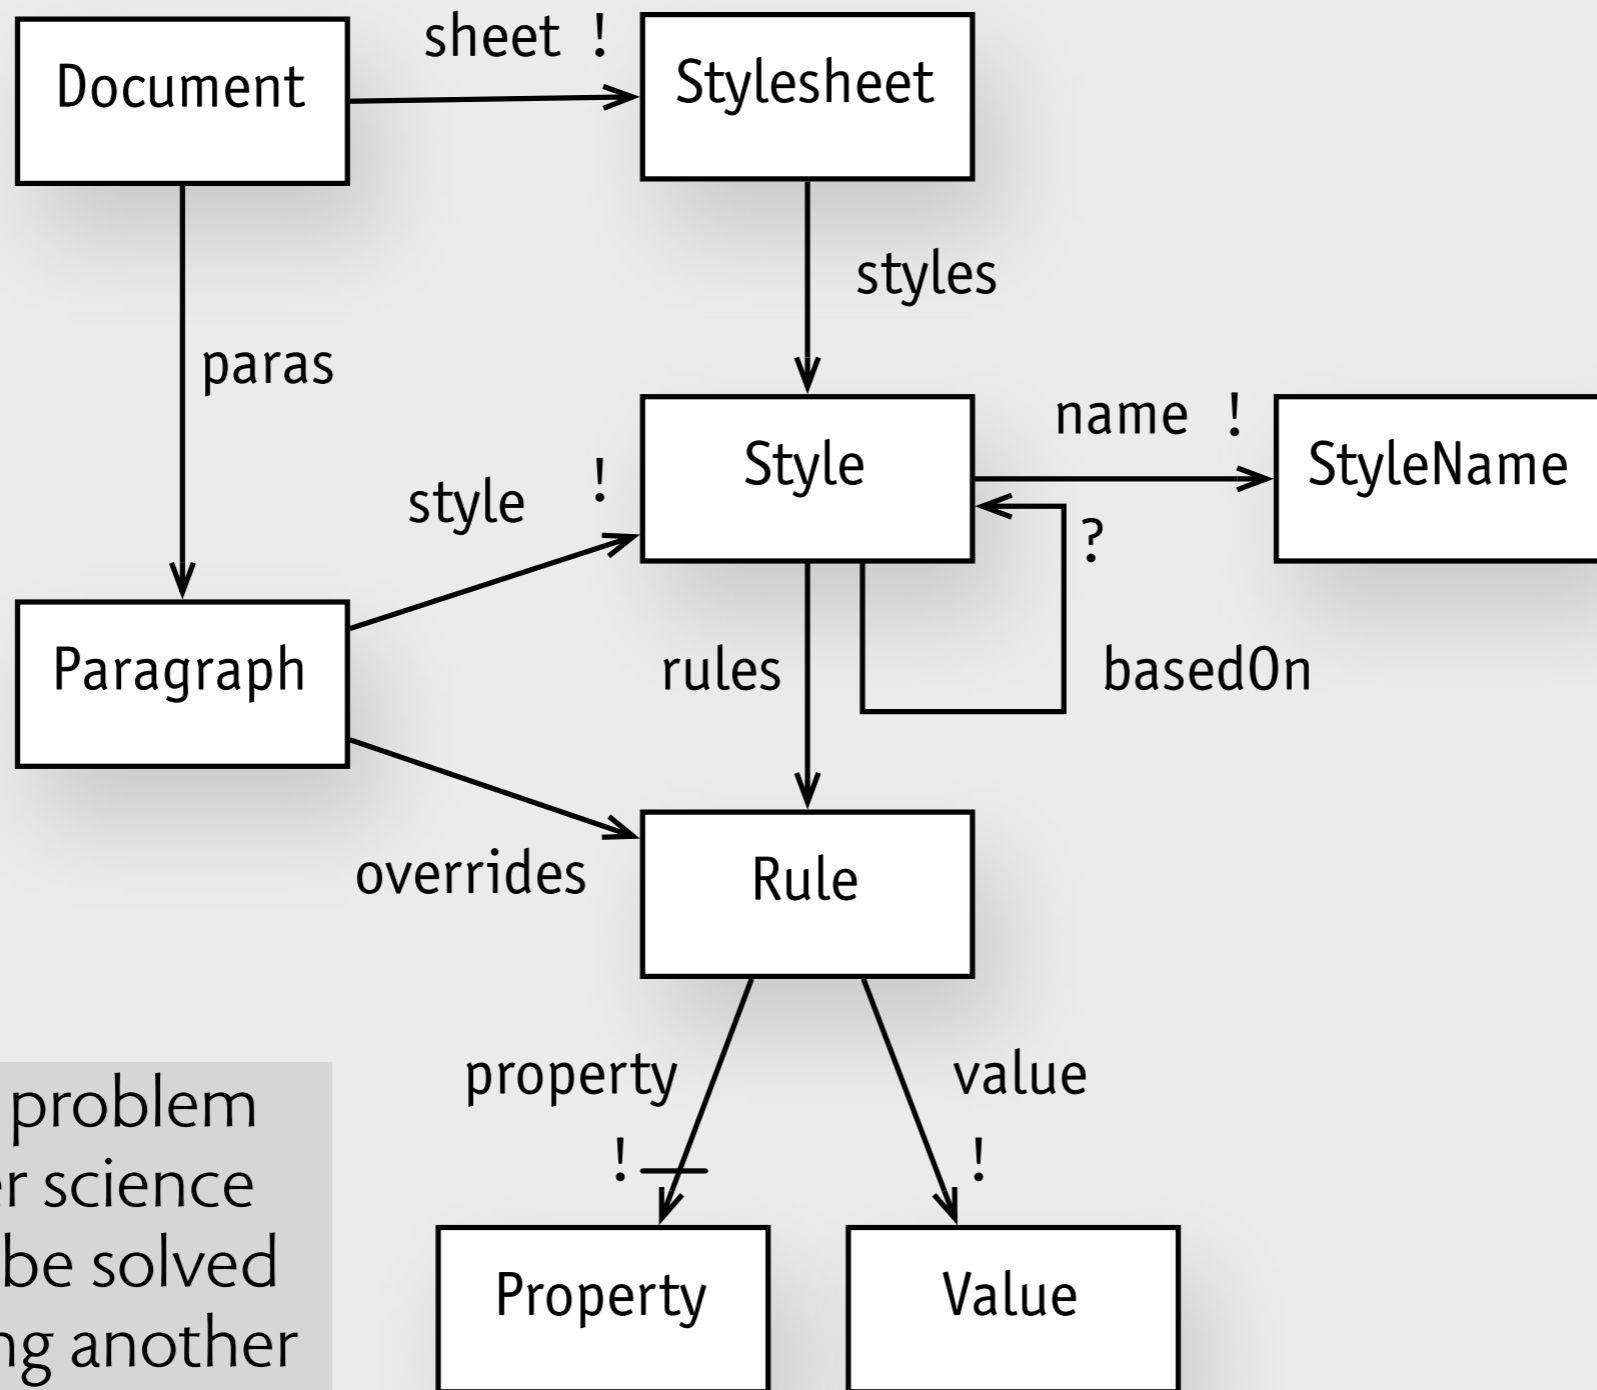 Document
sheet !
Stylesheet
styles
paras
Style
name !
StyleName
style
!
?
Paragraph
rules
basedOn
overrides
Rule
property
value
!
!
Property
Value
problem
science
be solved
another